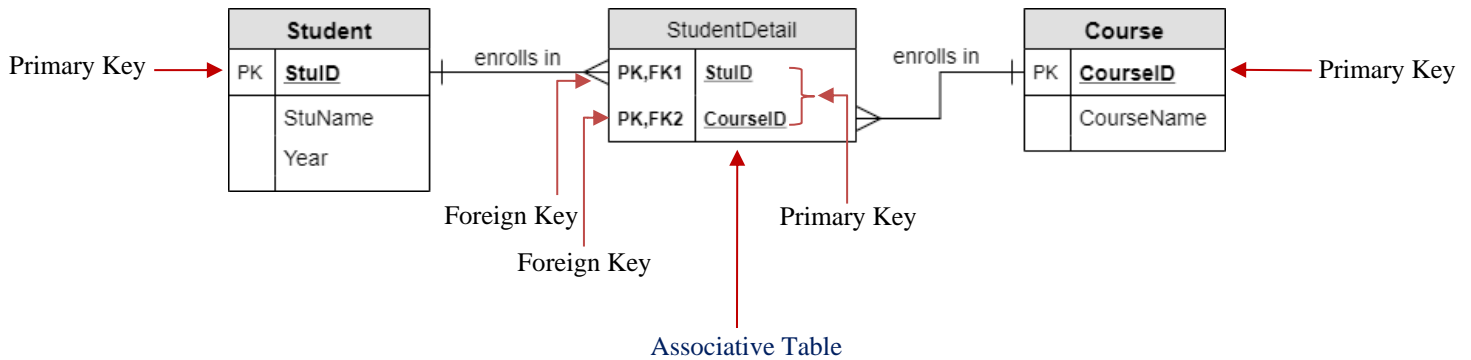 Student
StudentDetail
Course
enrolls in
enrolls in
Primary Key
PK StuID
PK,FK1 StuID
PK CourseID
Primary Key
StuName
PK,FK2 CourseID
CourseName
Year
Foreign Key
Primary Key
Foreign Key
Associative Table